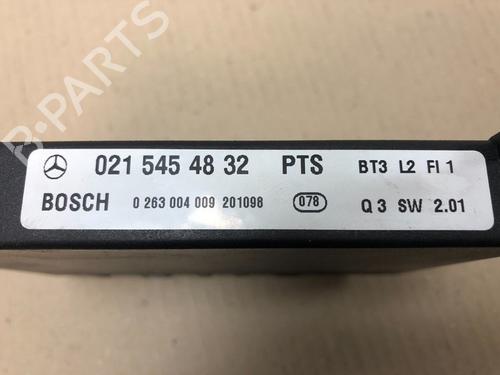 B-PARTS
021 545 48 32 PTS BT3 L2 FI 1
BOSCH 0 263 004 009 201098 078 Q 3 SW 2.01